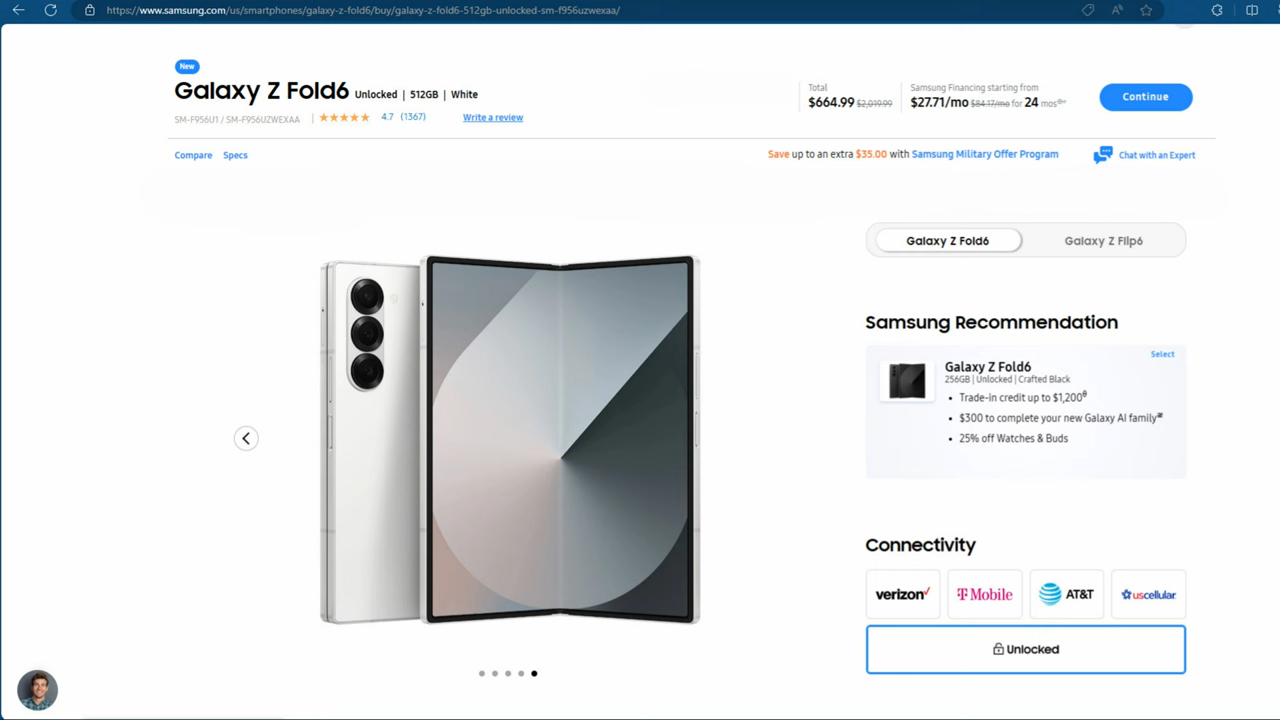 https://www.samsung.com/us/smartphones/galaxy-z-fold6/buy/galaxy-z-fold6-512gb-unlocked-sm-f956uzwexaa/
New
Galaxy Z Fold6 Unlocked | 512GB | White
SM-F956U1 / SM-F956UZWEXAA | 4.7 (1367) Write a review
Total
$664.99 $2,019.99
Samsung Financing starting from
$27.71/mo $84.17/mo for 24 mos
Continue
Compare Specs
Save up to an extra $35.00 with Samsung Military Offer Program
Chat with an Expert
Galaxy Z Fold6 Galaxy Z Flip6
Samsung Recommendation
Select
Galaxy Z Fold6
256GB | Unlocked | Crafted Black
• Trade-in credit up to $1,200
• $300 to complete your new Galaxy AI family
• 25% off Watches & Buds
Connectivity
verizon T Mobile AT&T uscellular
Unlocked